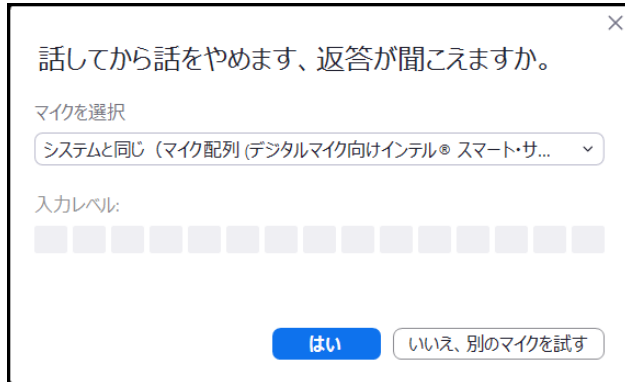 話してから話をやめます、返答が聞こえますか。
マイクを選択
システムと同じ（マイク配列 (デジタルマイク向けインテル® スマート・サ...
入力レベル:
はい
いいえ、別のマイクを試す